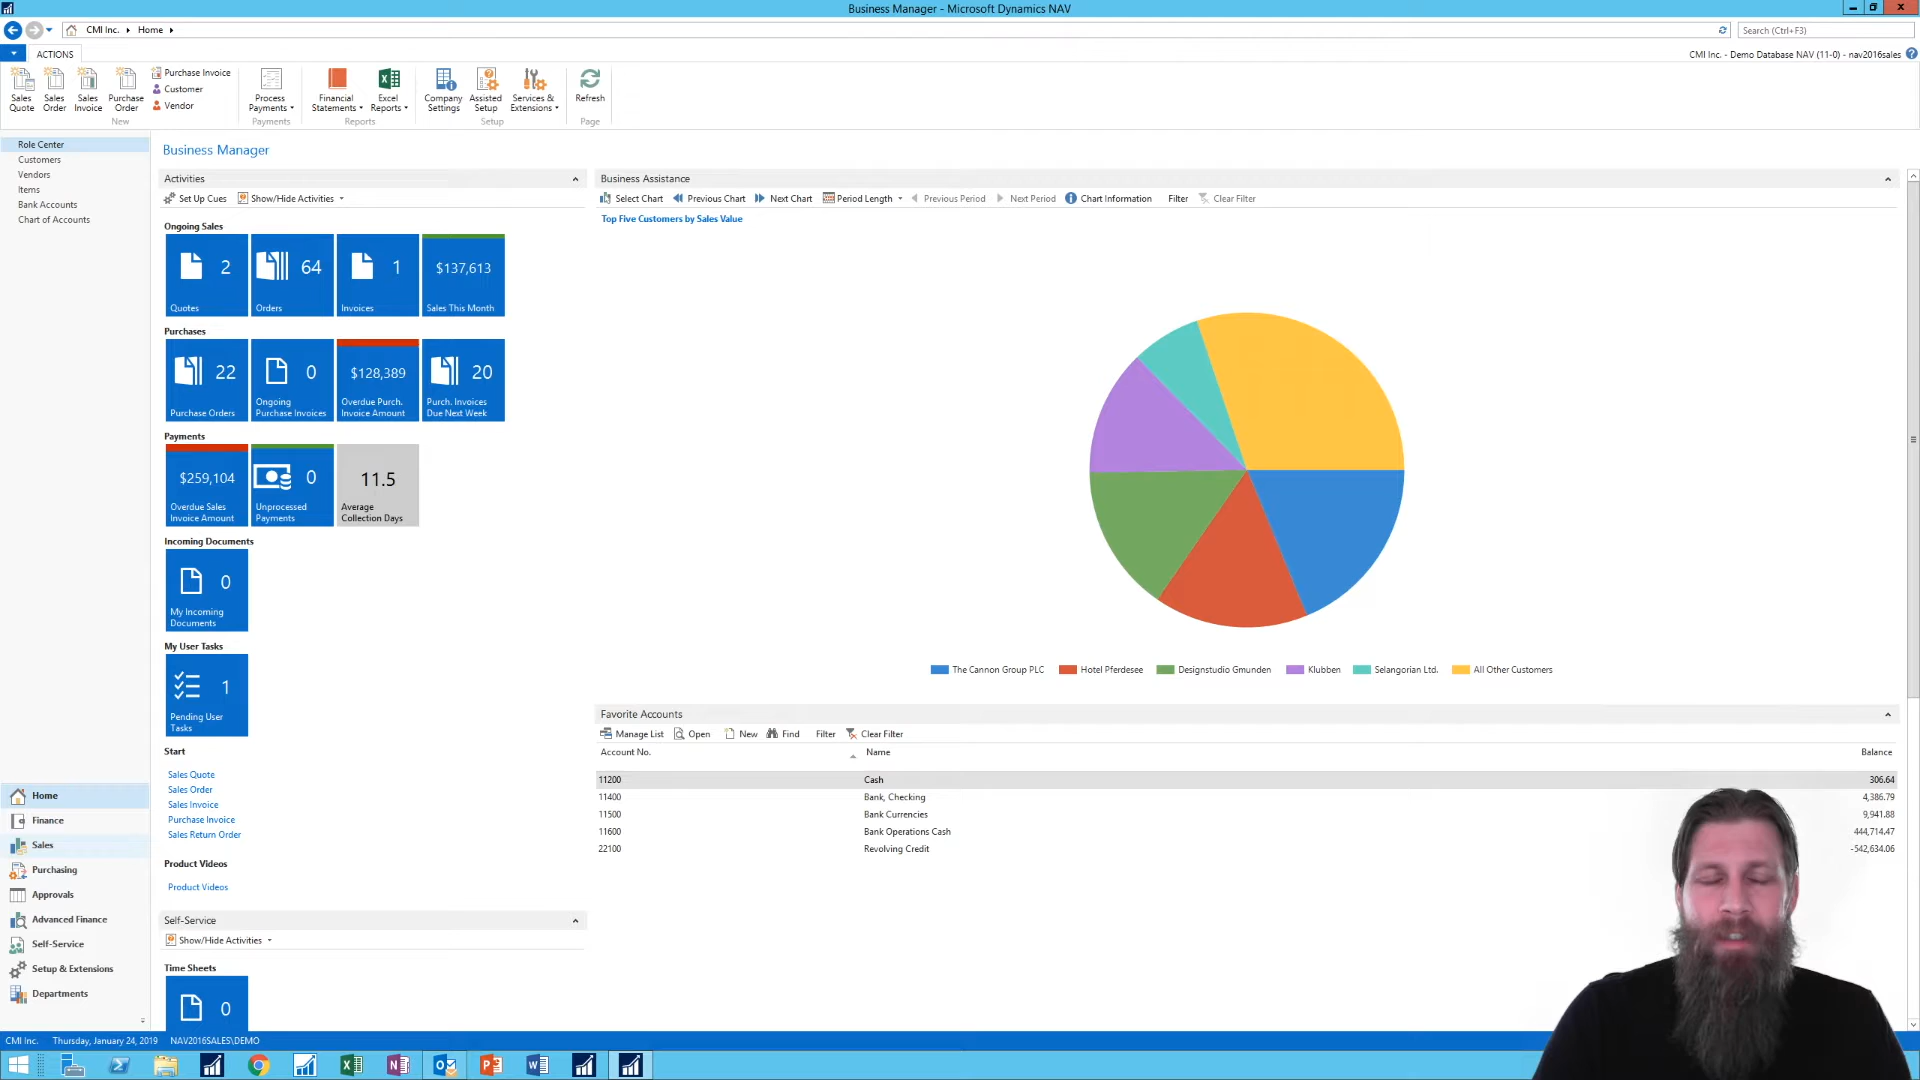 Business Manager - Microsoft Dynamics NAV
CMI Inc. Home
Search (Ctrl+F3)
ACTIONS
CMI Inc. - Demo Database NAV (11-0) - nav2016sales
Sales Quote
Sales Order
Sales Invoice
Purchase Order
Purchase Invoice
Customer
Vendor
New
Process Payments
Payments
Financial Statements
Excel Reports
Reports
Company Settings
Assisted Setup
Services & Extensions
Setup
Refresh
Page
Role Center
Customers
Vendors
Items
Bank Accounts
Chart of Accounts
Home
Finance
Sales
Purchasing
Approvals
Advanced Finance
Self-Service
Setup & Extensions
Departments
Business Manager
Activities
Set Up Cues Show/Hide Activities
Ongoing Sales
2 64 1 $137,613
Quotes Orders Invoices Sales This Month
Purchases
22 0 $128,389 20
Purchase Orders
Ongoing Purchase Invoices
Overdue Purch. Invoice Amount
Purch. Invoices Due Next Week
Payments
$259,104 0 11.5
Overdue Sales Invoice Amount
Unprocessed Payments
Average Collection Days
Incoming Documents
0
My Incoming Documents
My User Tasks
1
Pending User Tasks
Start
Sales Quote
Sales Order
Sales Invoice
Purchase Invoice
Sales Return Order
Product Videos
Product Videos
Self-Service
Show/Hide Activities
Time Sheets
0
Business Assistance
Select Chart Previous Chart Next Chart Period Length Previous Period Next Period Chart Information Filter Clear Filter
Top Five Customers by Sales Value
The Cannon Group PLC Hotel Pferdesee Designstudio Gmunden Klubben Selangorian Ltd. All Other Customers
Favorite Accounts
Manage List Open New Find Filter Clear Filter
Account No. Name Balance
11200 Cash 306.64
11400 Bank, Checking 4,386.79
11500 Bank Currencies 9,941.88
11600 Bank Operations Cash 444,714.47
22100 Revolving Credit -542,634.06
CMI Inc. Thursday, January 24, 2019 NAV2016SALES\DEMO